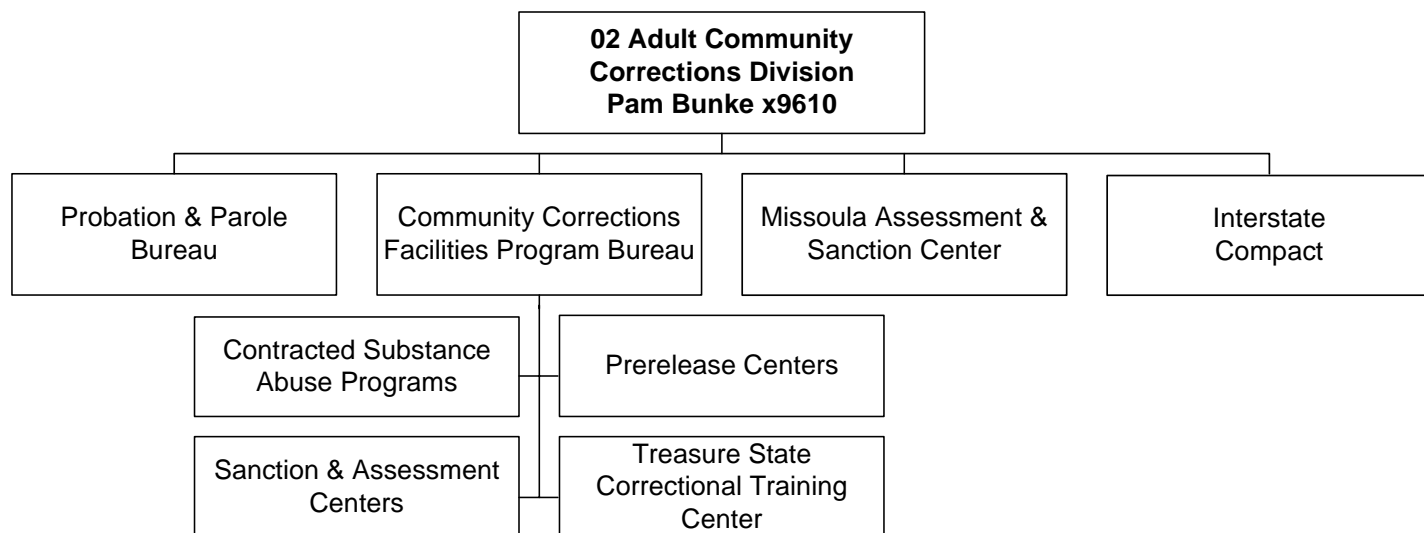 02 Adult Community
Corrections Division
Pam Bunke x9610
Probation & Parole
Bureau
Community Corrections
Facilities Program Bureau
Missoula Assessment &
Sanction Center
Interstate
Compact
Contracted Substance
Abuse Programs
Prerelease Centers
Sanction & Assessment
Centers
Treasure State
Correctional Training
Center